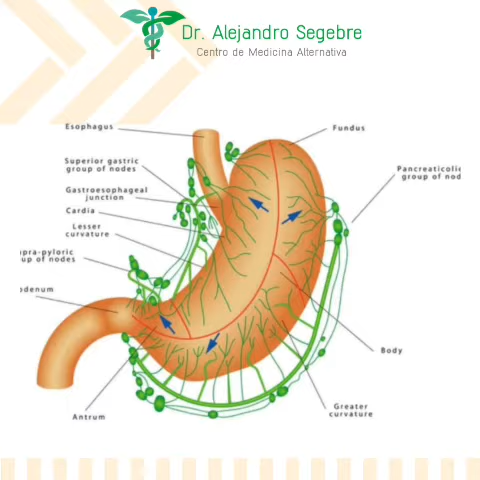 Dr. Alejandro Segebre
Centro de Medicina Alternativa
Esophagus
Fundus
Superior gastric
group of nodes
Pancreaticolic
group of nod
Gastroesophageal
junction
Cardia
Lesser
curvature
upra-pyloric
up of nodes
odenum
Body
Antrum
Greater
curvature